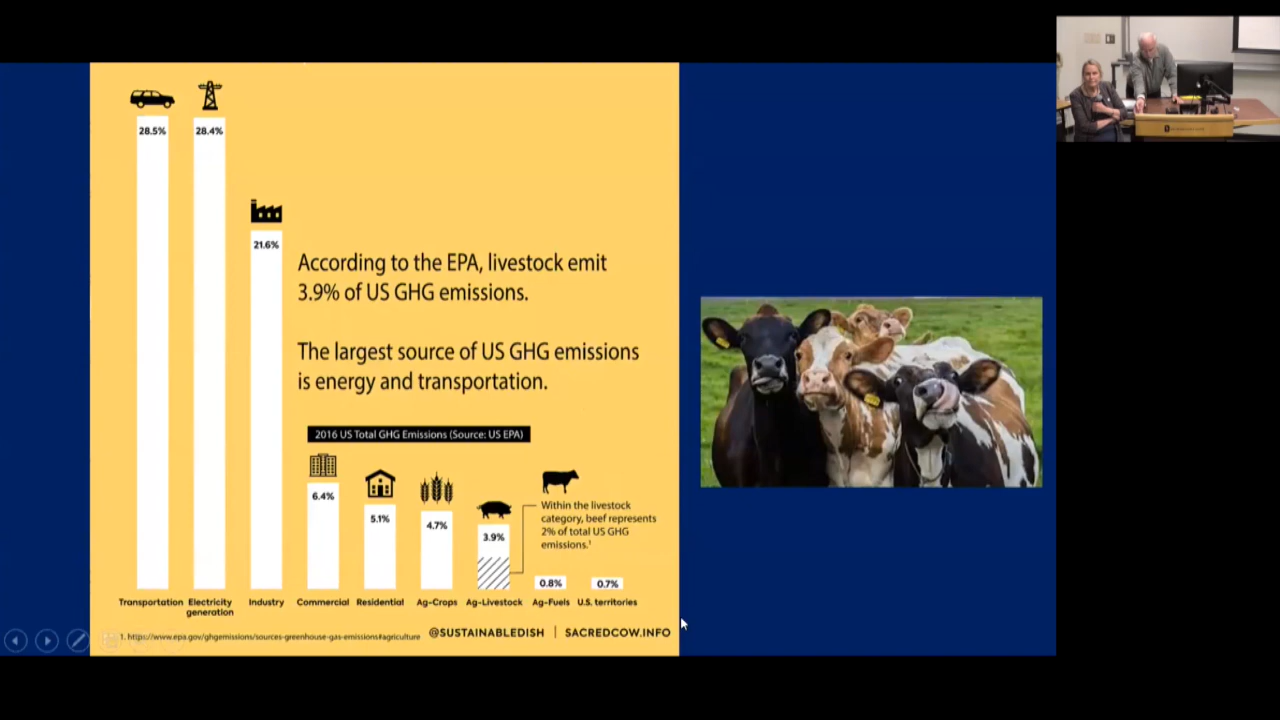 28.5%
28.4%
21.6%
According to the EPA, livestock emit
3.9% of US GHG emissions.
The largest source of US GHG emissions
is energy and transportation.
2016 US Total GHG Emissions (Source: US EPA)
6.4%
5.1%
4.7%
3.9%
Within the livestock
category, beef represents
2% of total US GHG
emissions.¹
0.8%
0.7%
Transportation
Electricity
generation
Industry
Commercial
Residential
Ag-Crops
Ag-Livestock
Ag-Fuels
U.S. territories
1. https://www.epa.gov/ghgemissions/sources-greenhouse-gas-emissions#agriculture
@SUSTAINABLEDISH | SACREDCOW.INFO